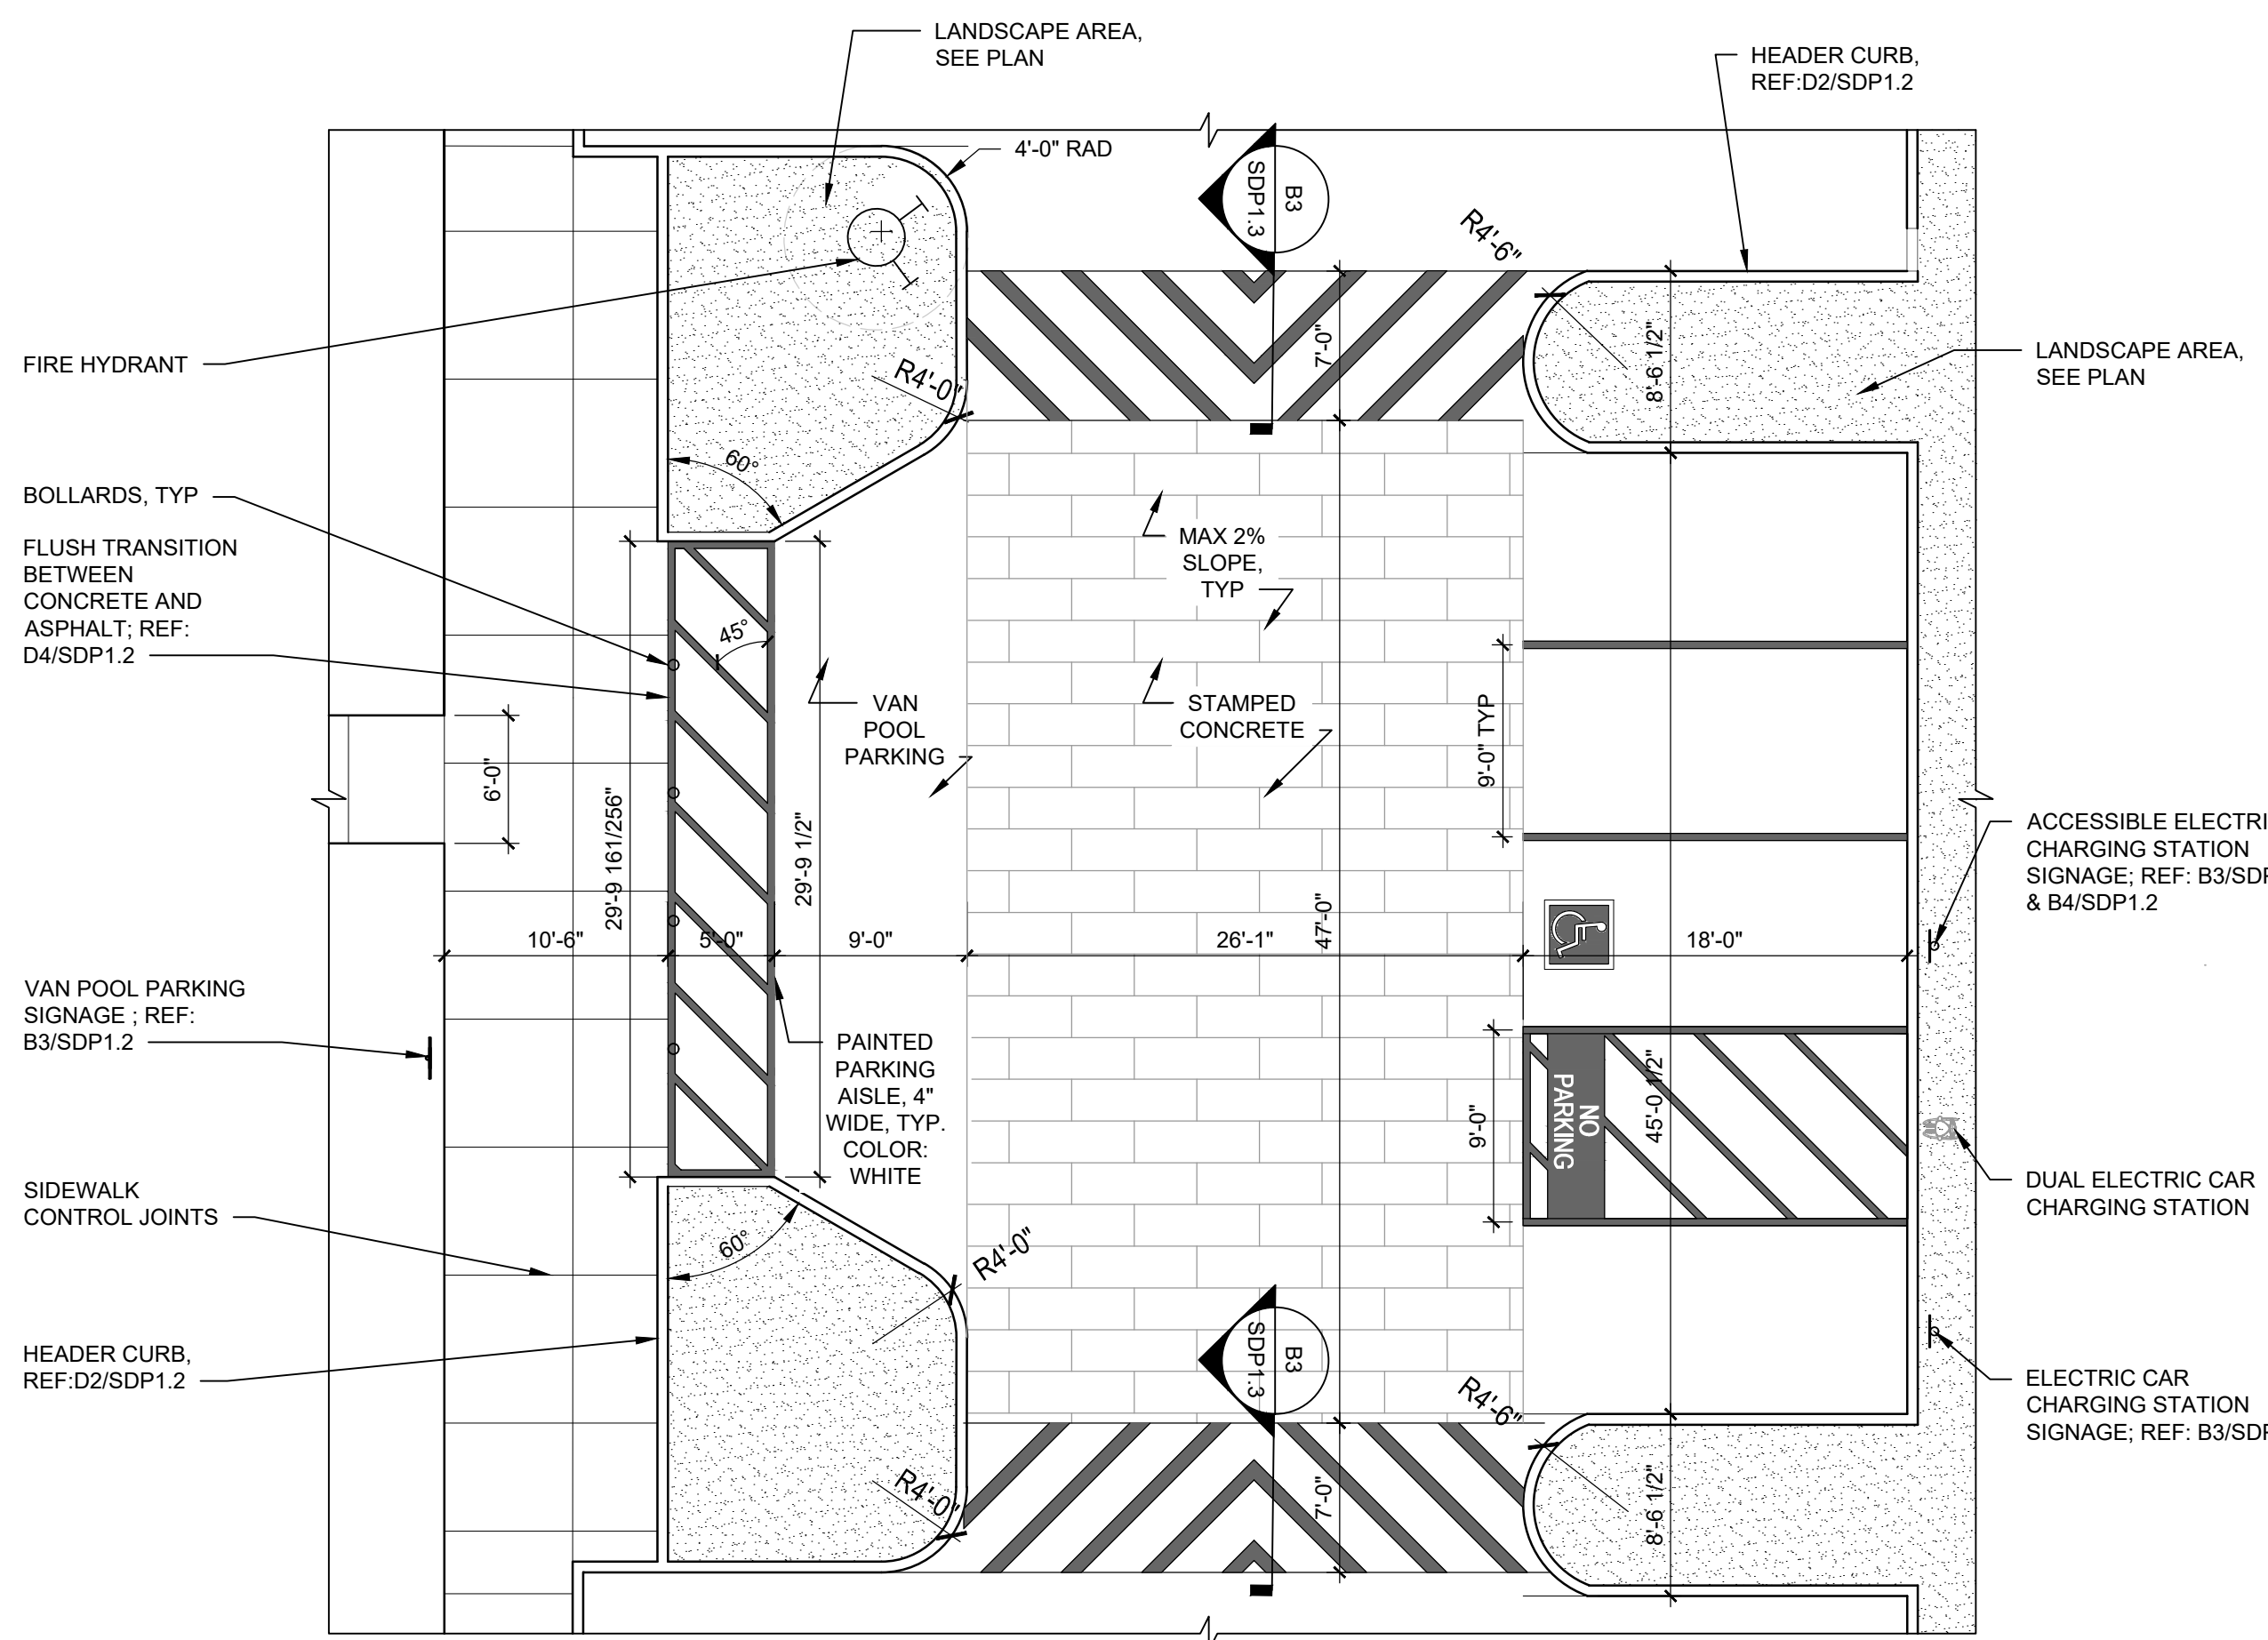 LANDSCAPE AREA,
SEE PLAN
HEADER CURB,
REF:D2/SDP1.2
4'-0" RAD
B3
SDP1.3
R4'-6"
7'-0"
8'-6 1/2"
FIRE HYDRANT
R4'-0"
LANDSCAPE AREA,
SEE PLAN
60°
BOLLARDS, TYP
FLUSH TRANSITION
BETWEEN
CONCRETE AND
ASPHALT; REF:
D4/SDP1.2
MAX 2%
SLOPE,
TYP
45°
VAN
POOL
PARKING
STAMPED
CONCRETE
9'-0" TYP
6'-0"
29'-9 161/256"
29'-9 1/2"
ACCESSIBLE ELECTRI
CHARGING STATION
SIGNAGE; REF: B3/SDP
& B4/SDP1.2
10'-6"
5'-0"
9'-0"
26'-1"
47'-0"
18'-0"
VAN POOL PARKING
SIGNAGE ; REF:
B3/SDP1.2
PAINTED
PARKING
AISLE, 4"
WIDE, TYP.
COLOR:
WHITE
9'-0"
NO
PARKING
45'-0 1/2"
DUAL ELECTRIC CAR
CHARGING STATION
SIDEWALK
CONTROL JOINTS
60°
R4'-0"
HEADER CURB,
REF:D2/SDP1.2
B3
SDP1.3
R4'-6"
ELECTRIC CAR
CHARGING STATION
SIGNAGE; REF: B3/SDP
R4'-0"
7'-0"
8'-6 1/2"